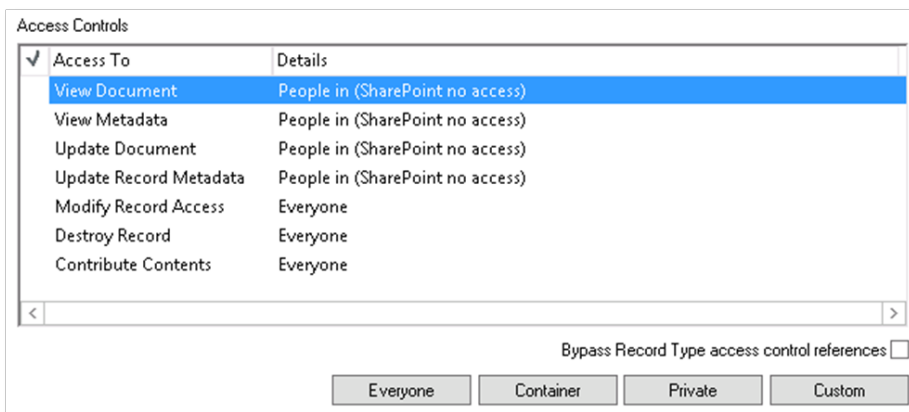 Access Controls
Access To Details
View Document People in (SharePoint no access)
View Metadata People in (SharePoint no access)
Update Document People in (SharePoint no access)
Update Record Metadata People in (SharePoint no access)
Modify Record Access Everyone
Destroy Record Everyone
Contribute Contents Everyone
Bypass Record Type access control references
Everyone Container Private Custom